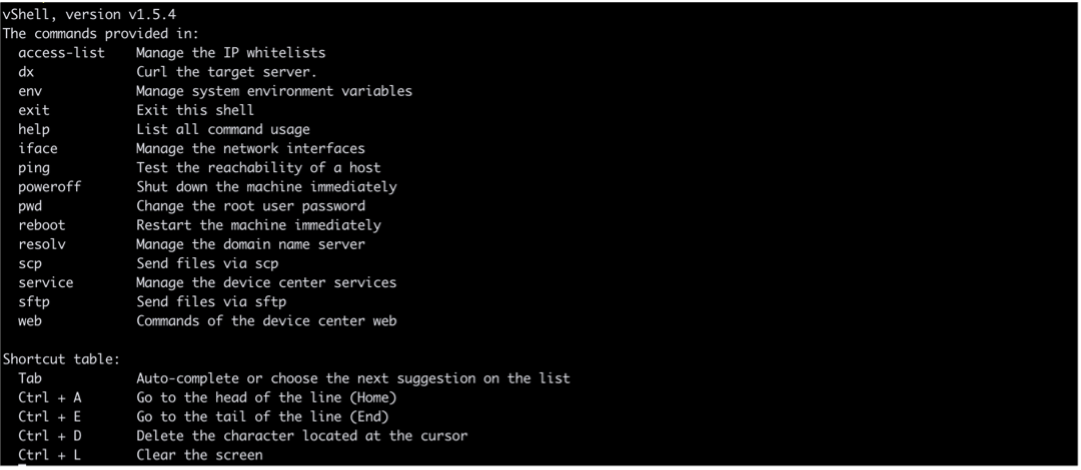 vShell, version v1.5.4
The commands provided in:
access-list Manage the IP whitelists
dx Curl the target server.
env Manage system environment variables
exit Exit this shell
help List all command usage
iface Manage the network interfaces
ping Test the reachability of a host
poweroff Shut down the machine immediately
pwd Change the root user password
reboot Restart the machine immediately
resolv Manage the domain name server
scp Send files via scp
service Manage the device center services
sftp Send files via sftp
web Commands of the device center web
Shortcut table:
Tab Auto-complete or choose the next suggestion on the list
Ctrl + A Go to the head of the line (Home)
Ctrl + E Go to the tail of the line (End)
Ctrl + D Delete the character located at the cursor
Ctrl + L Clear the screen